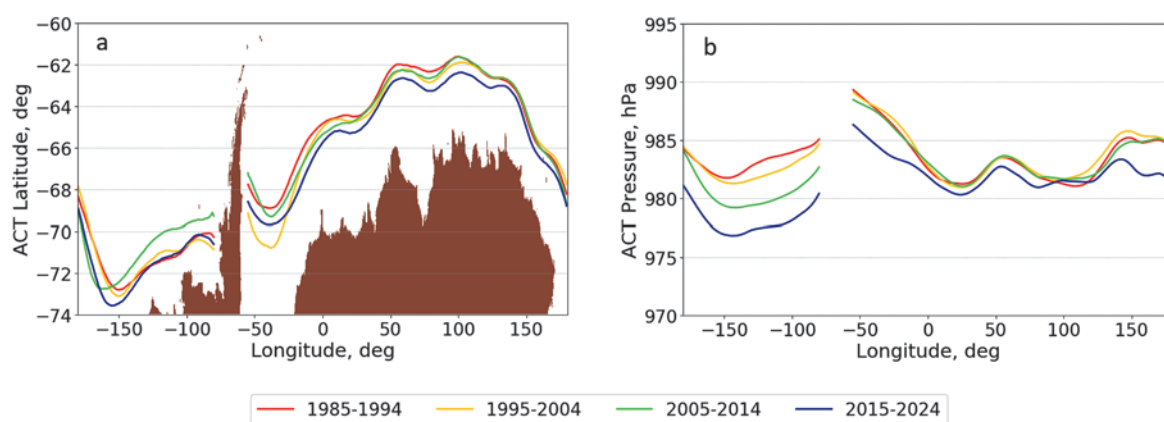 a
ACT Latitude, deg
−60
−62
−64
−66
−68
−70
−72
−74
−150 −100 −50 0 50 100 150
Longitude, deg
b
ACT Pressure, hPa
995
990
985
980
975
970
−150 −100 −50 0 50 100 150
Longitude, deg
1985-1994 1995-2004 2005-2014 2015-2024